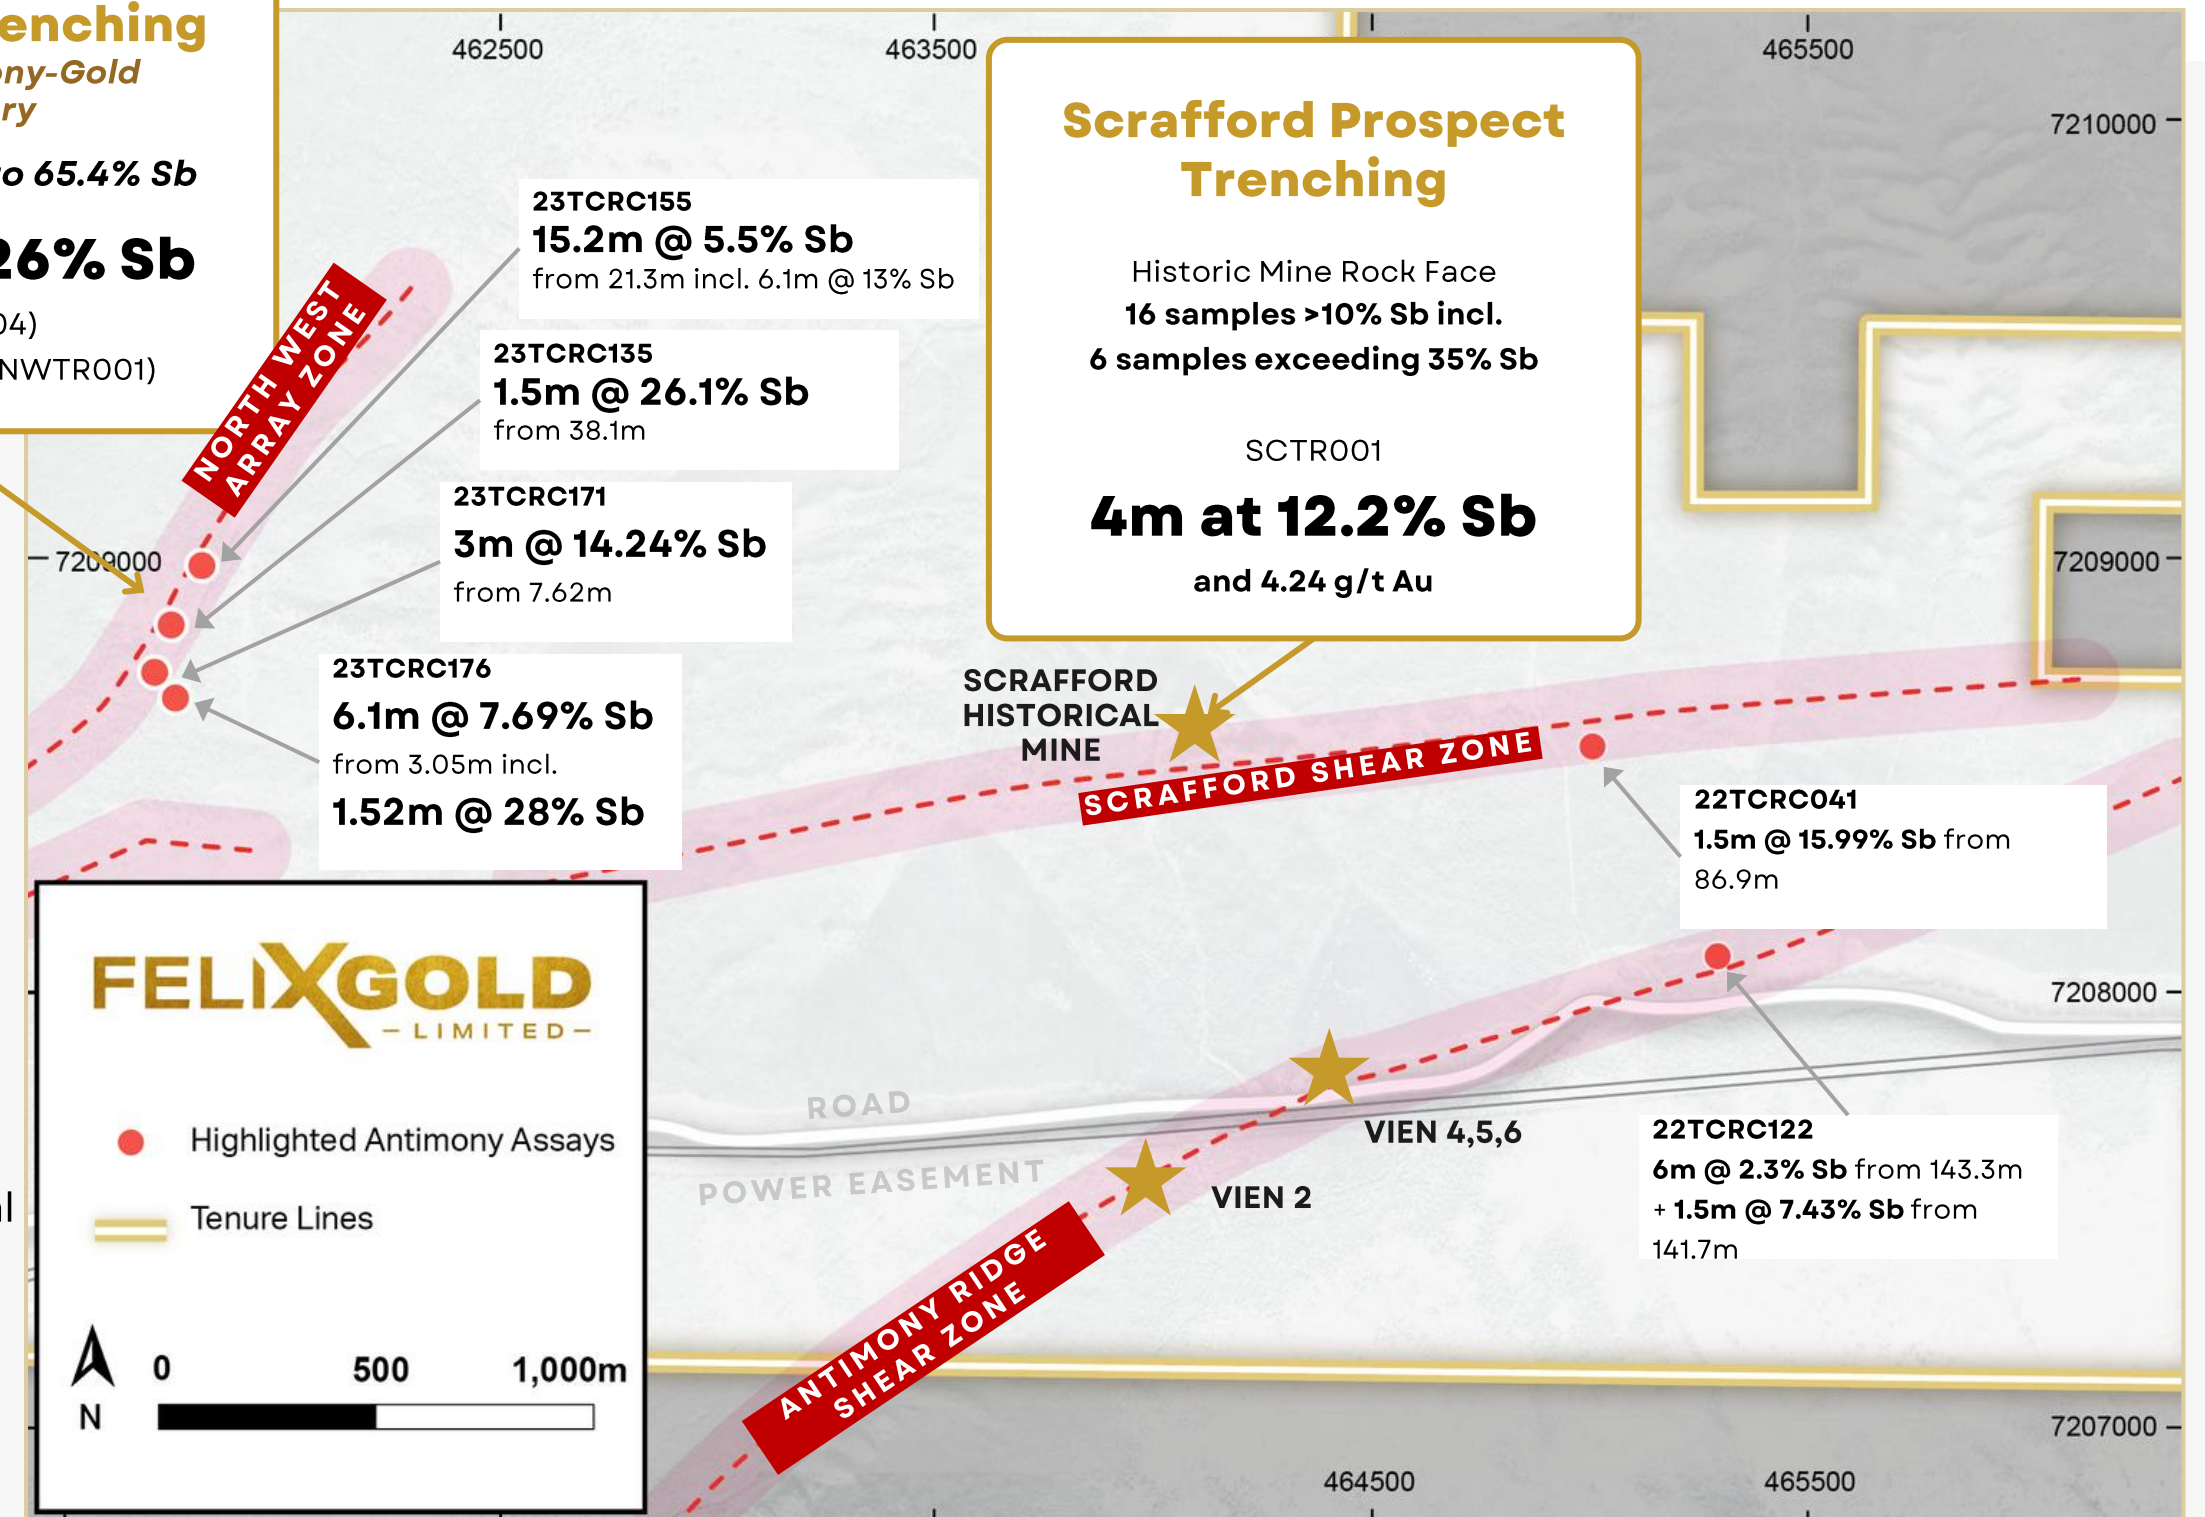 462500
463500
465500
7210000
to 65.4% Sb
26% Sb
NWTR001)
23TCRC155
15.2m @ 5.5% Sb
from 21.3m incl. 6.1m @ 13% Sb
NORTH WEST
ARRAY ZONE
23TCRC135
1.5m @ 26.1% Sb
from 38.1m
23TCRC171
3m @ 14.24% Sb
from 7.62m
23TCRC176
6.1m @ 7.69% Sb
from 3.05m incl.
1.52m @ 28% Sb
7209000
Scrafford Prospect
Trenching
Historic Mine Rock Face
16 samples >10% Sb incl.
6 samples exceeding 35% Sb
SCTR001
4m at 12.2% Sb
and 4.24 g/t Au
7209000
SCRAFFORD
HISTORICAL
MINE
SCRAFFORD SHEAR ZONE
22TCRC041
1.5m @ 15.99% Sb from
86.9m
7208000
ROAD
POWER EASEMENT
VIEN 4,5,6
VIEN 2
22TCRC122
6m @ 2.3% Sb from 143.3m
+ 1.5m @ 7.43% Sb from
141.7m
ANTIMONY RIDGE
SHEAR ZONE
FELIXGOLD
LIMITED
Highlighted Antimony Assays
Tenure Lines
N
0 500 1,000m
7207000
464500
465500